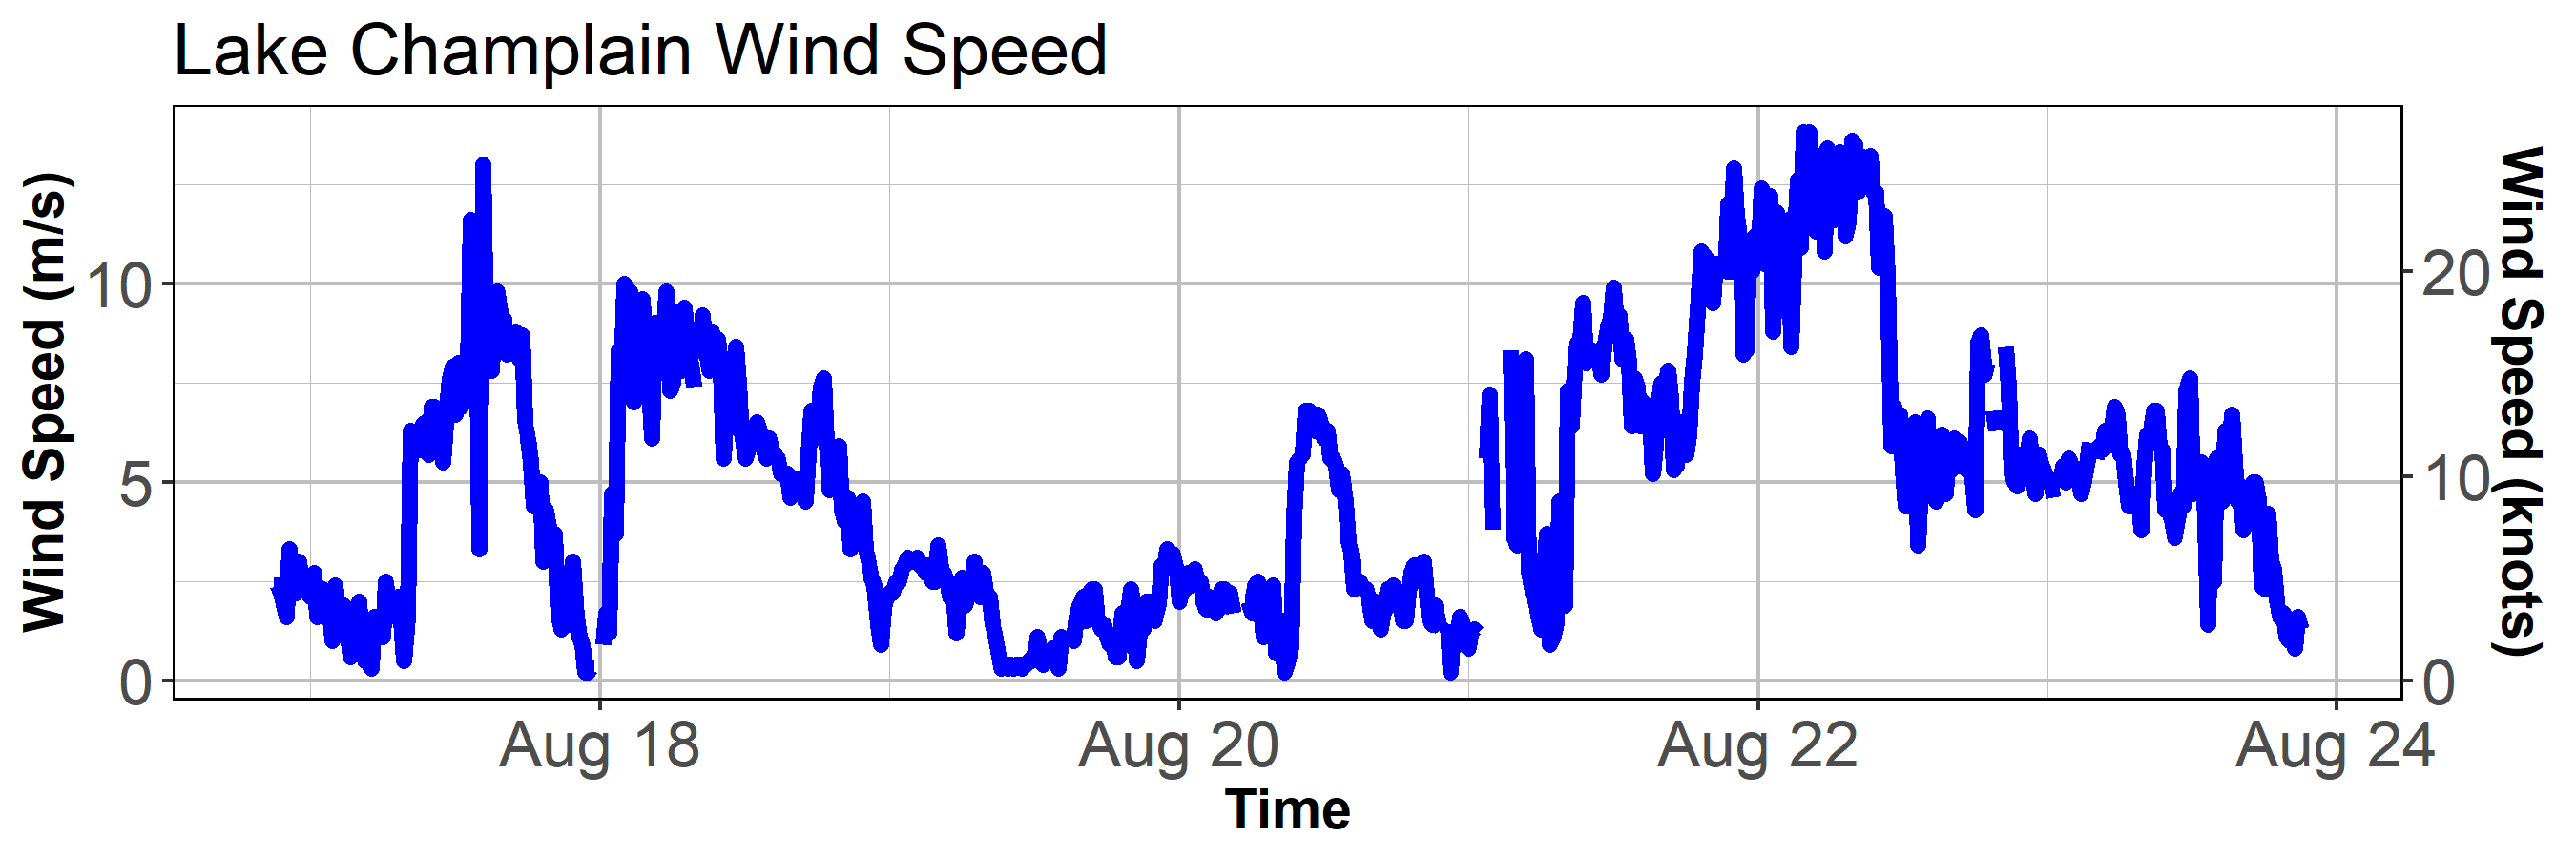 Lake Champlain Wind Speed
Wind Speed (m/s)
10
5
0
20
10
0
Wind Speed (knots)
Aug 18
Aug 20
Aug 22
Aug 24
Time